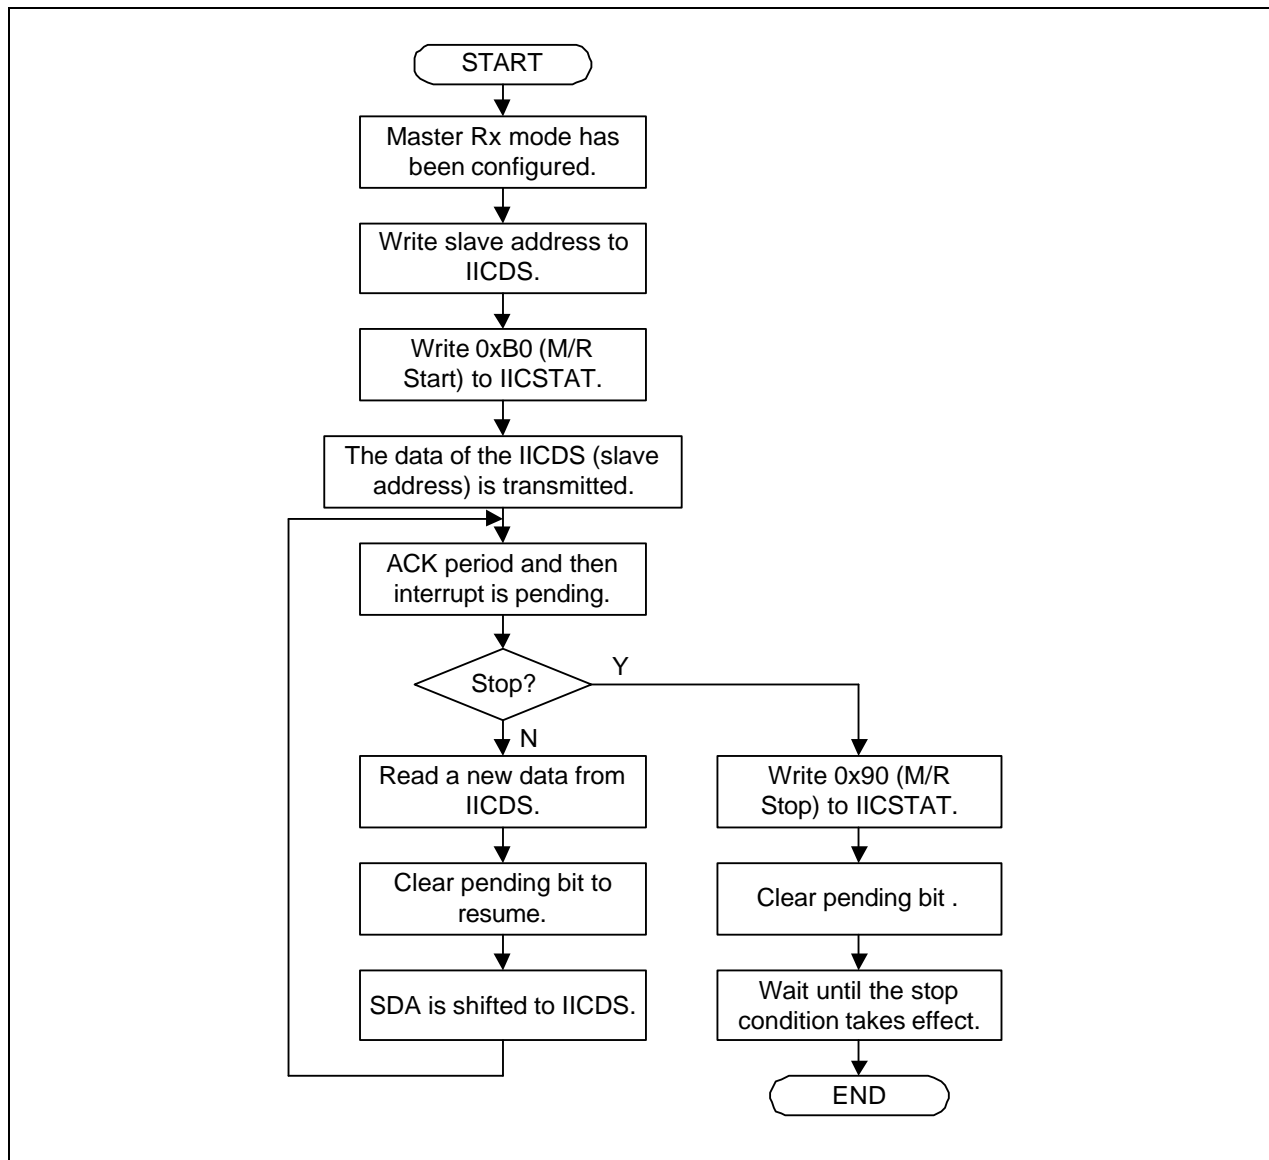 START
Master Rx mode has
been configured.
Write slave address to
IICDS.
Write 0xB0 (M/R
Start) to IICSTAT.
The data of the IICDS (slave
address) is transmitted.
ACK period and then
interrupt is pending.
Stop?
Y
N
Read a new data from
IICDS.
Clear pending bit to
resume.
SDA is shifted to IICDS.
Write 0x90 (M/R
Stop) to IICSTAT.
Clear pending bit .
Wait until the stop
condition takes effect.
END